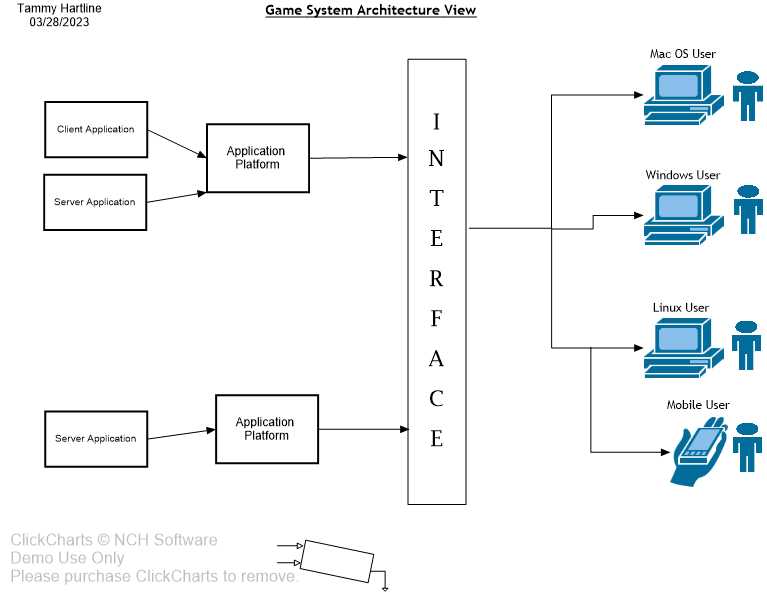 Tammy Hartline
03/28/2023
Game System Architecture View
Mac OS User
Client Application
Application
Platform
Server Application
INTERFACE
Windows User
Linux User
Mobile User
Server Application
Application
Platform
ClickCharts © NCH Software
Demo Use Only
Please purchase ClickCharts to remove.